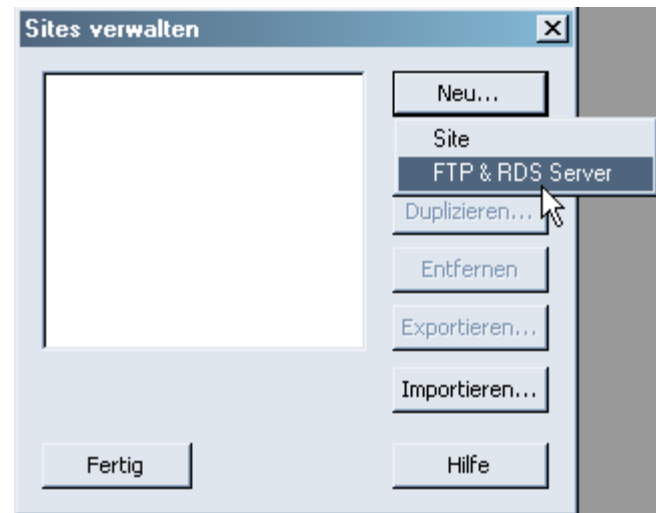 Sites verwalten
Neu...
Site
FTP & RDS Server
Duplizieren...
Entfernen
Exportieren...
Importieren...
Fertig
Hilfe